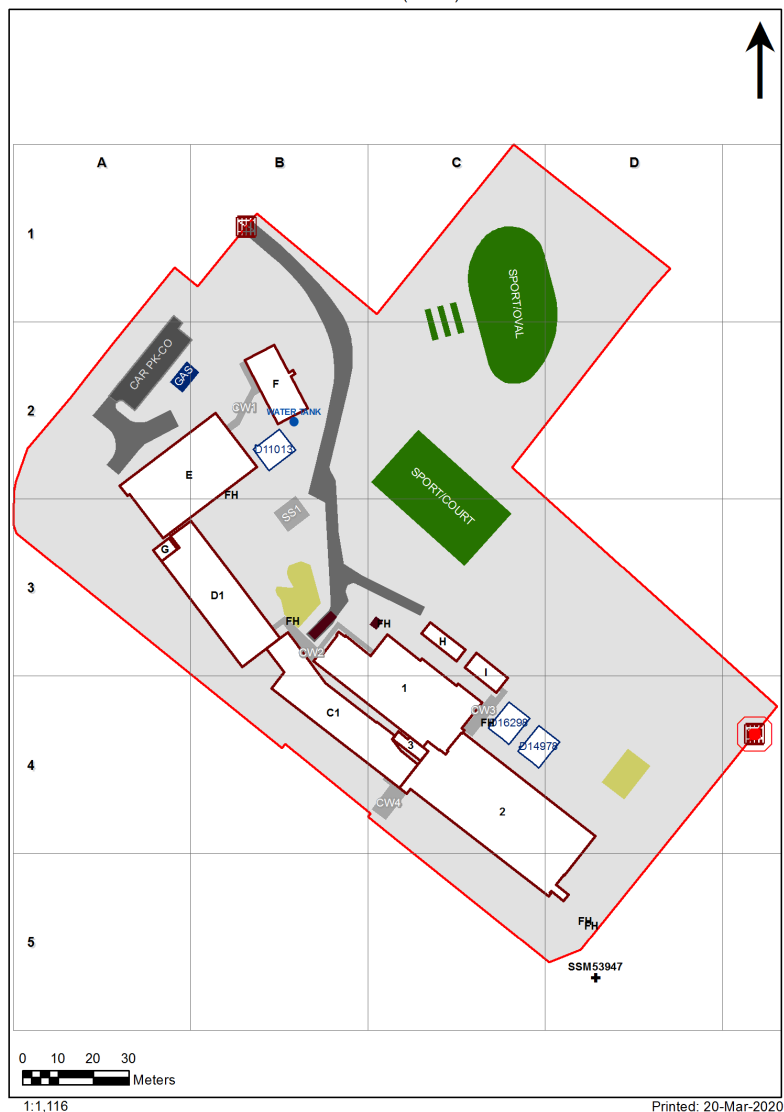 A
B
C
D
1
SPORT/OVAL
CAR PK-CO
GAS
F
2
CW1
WATER TANK
D11013
E
FH
SPORT/COURT
SS1
G
3
D1
FH
FH
CW2
H
I
1
CW3
C1
FH
D16298
3
D14978
4
CW4
2
FH
FH
5
SSM53947
0 10 20 30
Meters
1:1,116
Printed: 20-Mar-2020